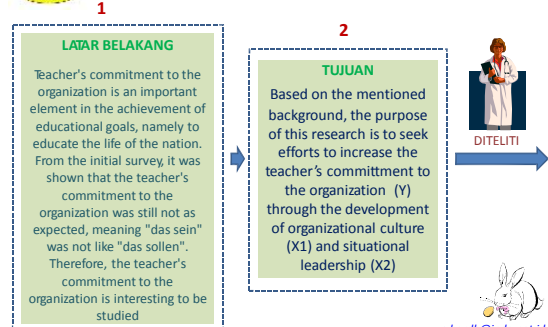 1
LATAR BELAKANG
Teacher's commitment to the
organization is an important
element in the achievement of
educational goals, namely to
educate the life of the nation.
From the initial survey, it was
shown that the teacher's
commitment to the
organization was still not as
expected, meaning "das sein"
was not like "das sollen".
Therefore, the teacher's
commitment to the
organization is interesting to be
studied
2
TUJUAN
Based on the mentioned
background, the purpose
of this research is to seek
efforts to increase the
teacher’s committment to
the organization (Y)
through the development
of organizational culture
(X1) and situational
leadership (X2)
DITELITI